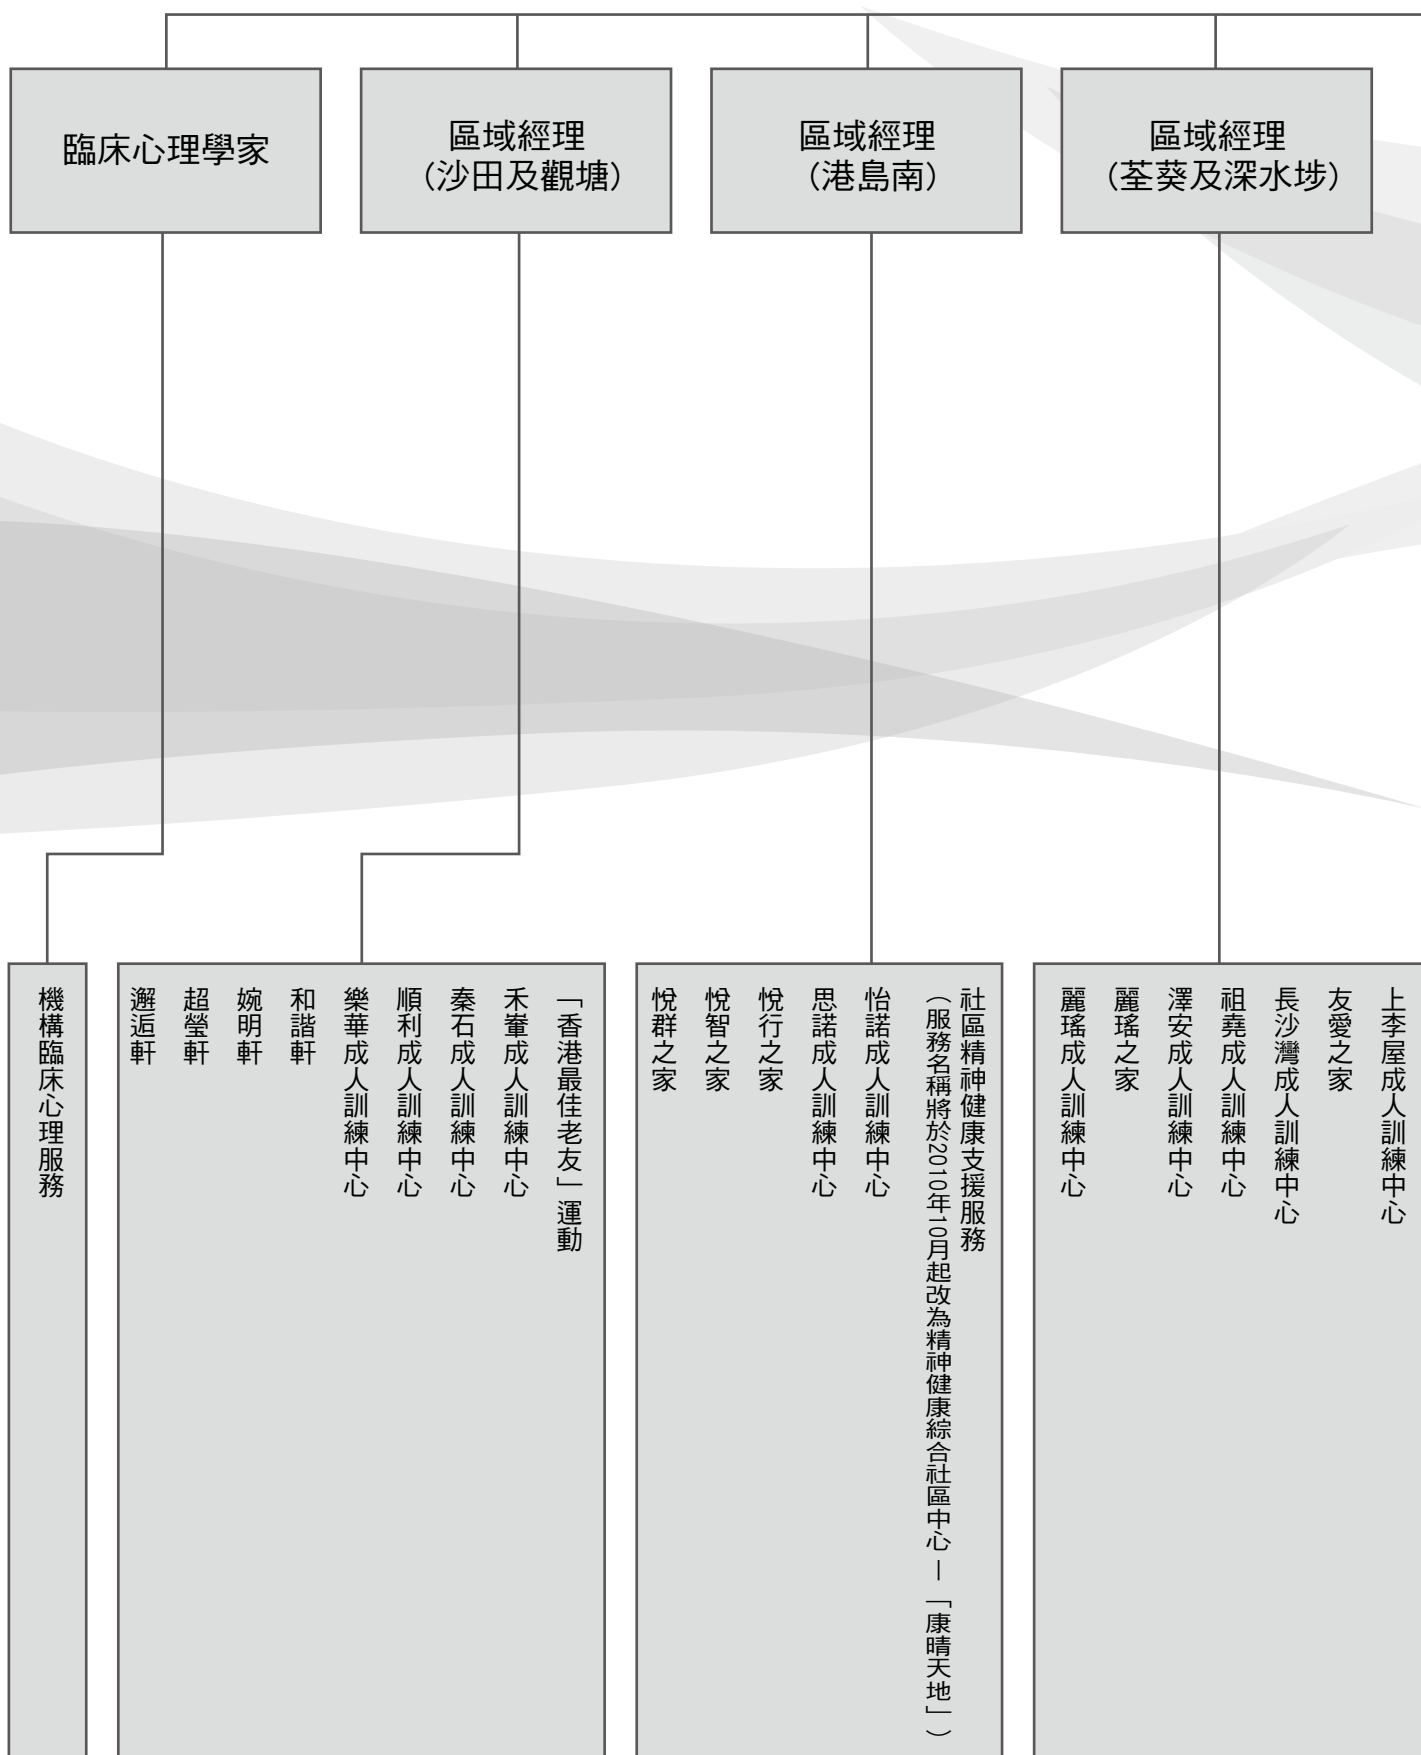 臨床心理學家
區域經理
（沙田及觀塘）
區域經理
（港島南）
區域經理
（荃葵及深水埗）
機構臨床心理服務
「香港最佳老友」運動
禾輋成人訓練中心
秦石成人訓練中心
順利成人訓練中心
樂華成人訓練中心
和諧軒
婉明軒
超瑩軒
邂逅軒
社區精神健康支援服務
（服務名稱將於2010年10月起改為精神健康綜合社區中心 — 「康晴天地」）
怡諾成人訓練中心
思諾成人訓練中心
悅行之家
悅智之家
悅群之家
上李屋成人訓練中心
友愛之家
長沙灣成人訓練中心
祖堯成人訓練中心
澤安成人訓練中心
麗瑤之家
麗瑤成人訓練中心